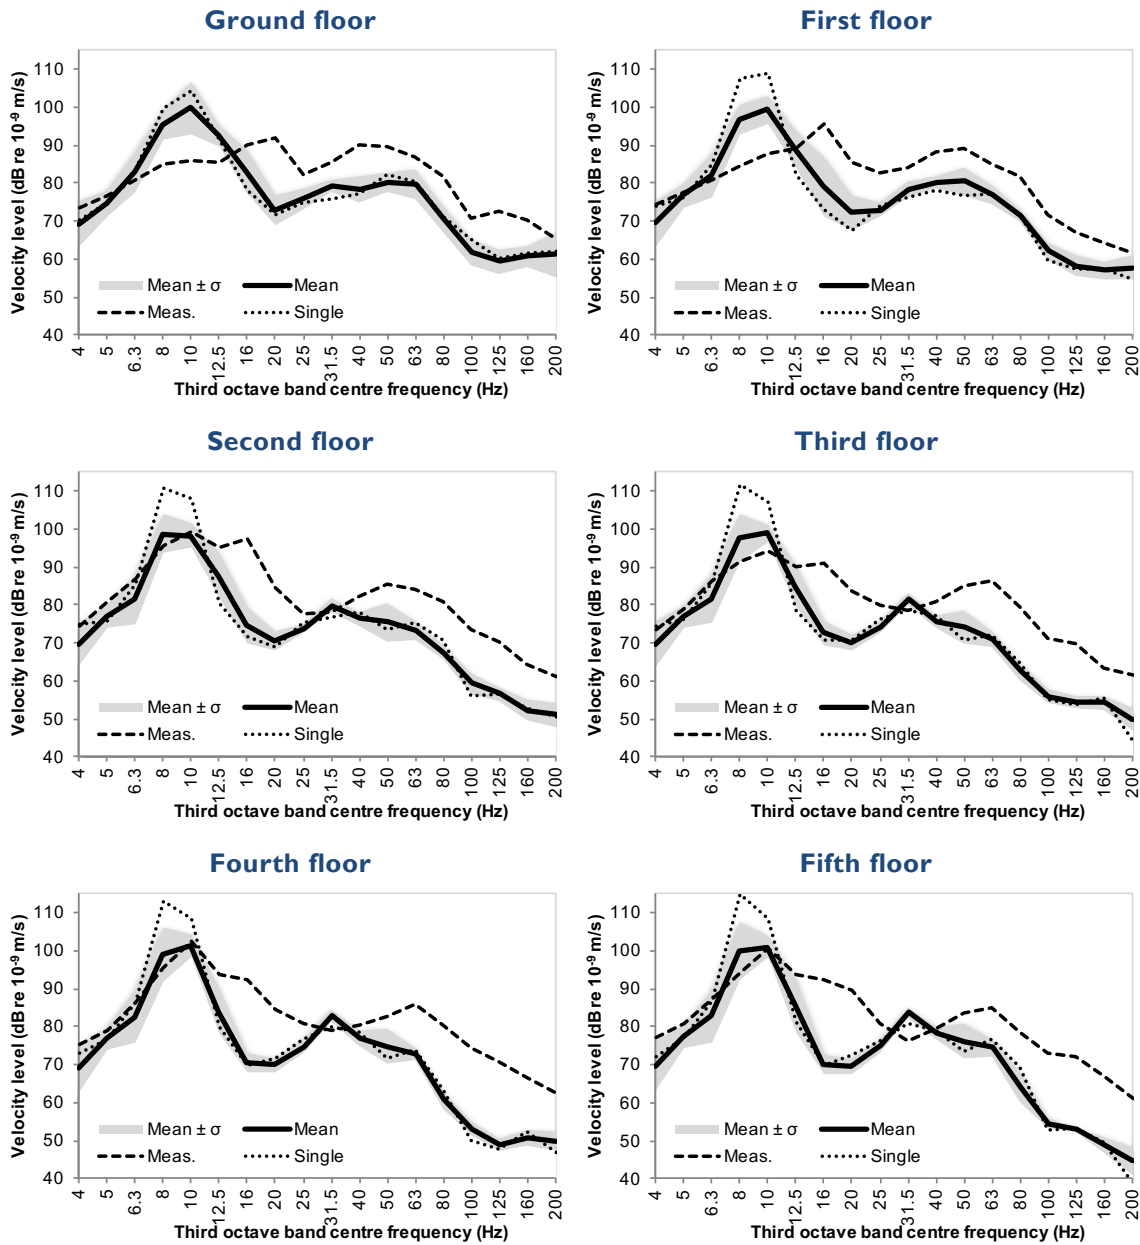 Ground floor
Velocity level (dB re 10⁻⁹ m/s)
110
100
90
80
70
60
50
40
Mean ± σ
Mean
Meas.
Single
4 5 6.3 8 10 12.5 16 20 25 31.5 40 50 63 80 100 125 160 200
Third octave band centre frequency (Hz)
First floor
Velocity level (dB re 10⁻⁹ m/s)
110
100
90
80
70
60
50
40
Mean ± σ
Mean
Meas.
Single
4 5 6.3 8 10 12.5 16 20 25 31.5 40 50 63 80 100 125 160 200
Third octave band centre frequency (Hz)
Second floor
Velocity level (dB re 10⁻⁹ m/s)
110
100
90
80
70
60
50
40
Mean ± σ
Mean
Meas.
Single
4 5 6.3 8 10 12.5 16 20 25 31.5 40 50 63 80 100 125 160 200
Third octave band centre frequency (Hz)
Third floor
Velocity level (dB re 10⁻⁹ m/s)
110
100
90
80
70
60
50
40
Mean ± σ
Mean
Meas.
Single
4 5 6.3 8 10 12.5 16 20 25 31.5 40 50 63 80 100 125 160 200
Third octave band centre frequency (Hz)
Fourth floor
Velocity level (dB re 10⁻⁹ m/s)
110
100
90
80
70
60
50
40
Mean ± σ
Mean
Meas.
Single
4 5 6.3 8 10 12.5 16 20 25 31.5 40 50 63 80 100 125 160 200
Third octave band centre frequency (Hz)
Fifth floor
Velocity level (dB re 10⁻⁹ m/s)
110
100
90
80
70
60
50
40
Mean ± σ
Mean
Meas.
Single
4 5 6.3 8 10 12.5 16 20 25 31.5 40 50 63 80 100 125 160 200
Third octave band centre frequency (Hz)